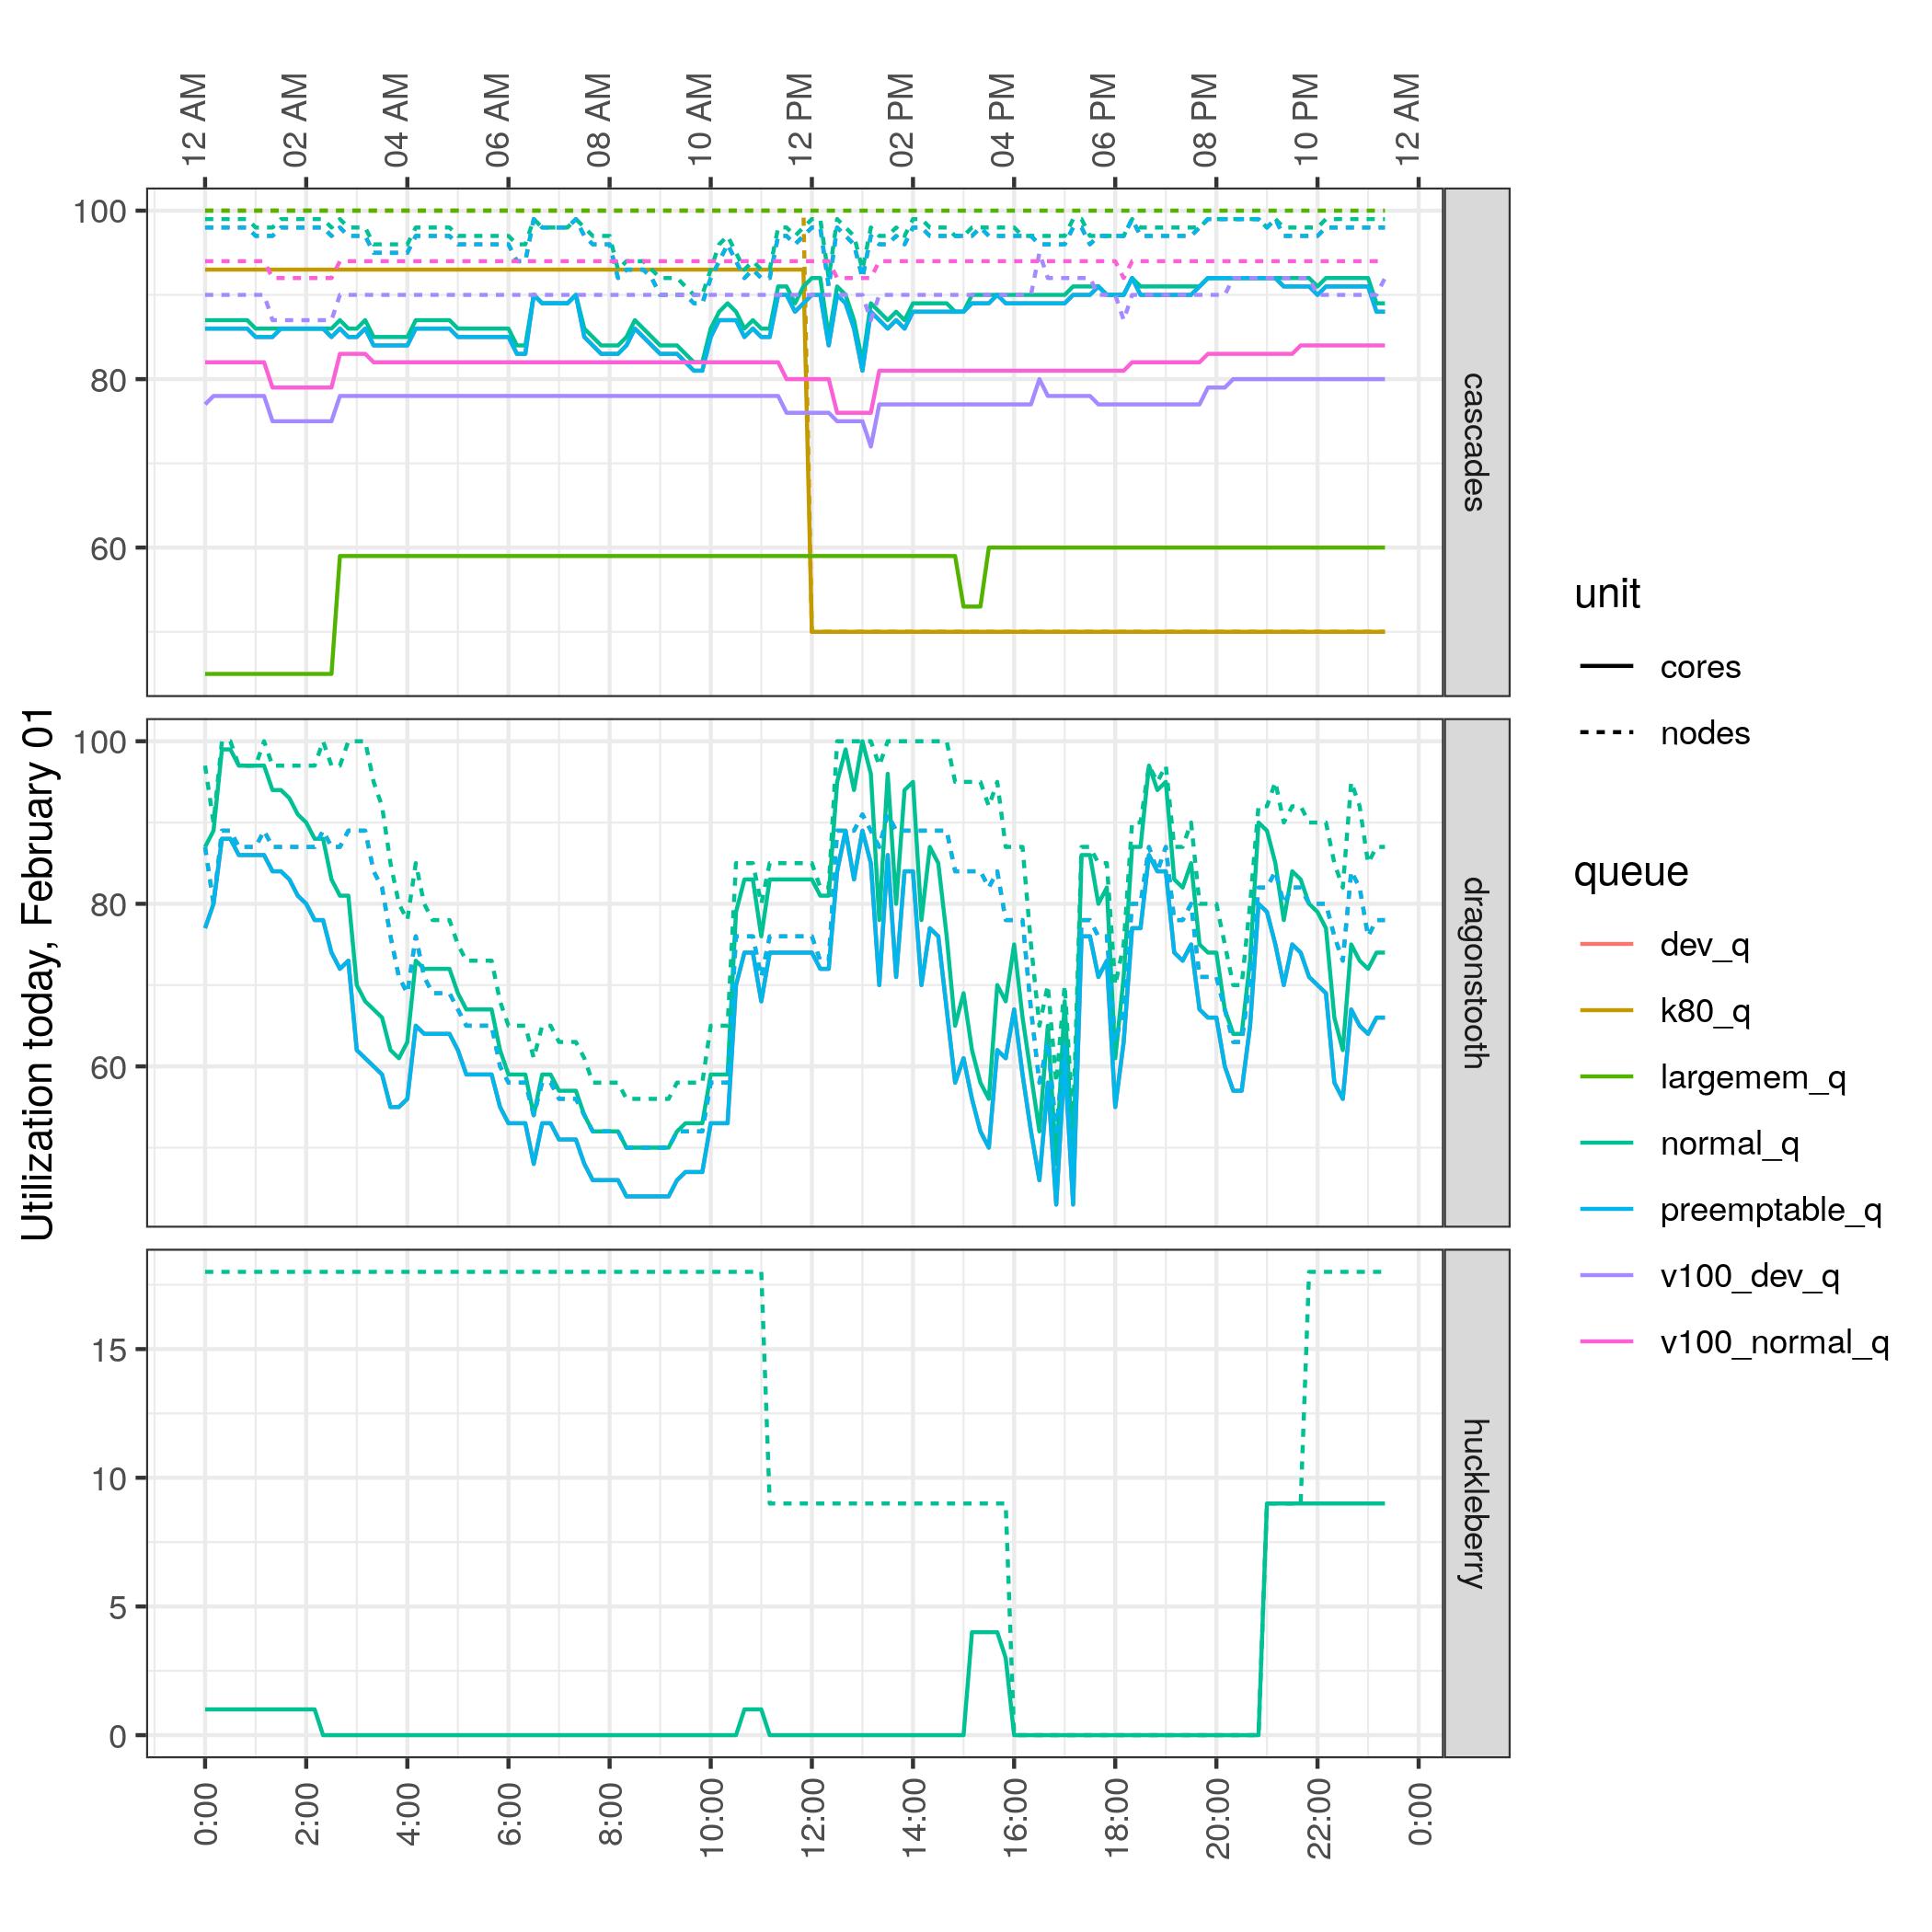 12 AM
02 AM
04 AM
06 AM
08 AM
10 AM
12 PM
02 PM
04 PM
06 PM
08 PM
10 PM
12 AM
Utilization today, February 01
100
80
60
cascades
100
80
60
dragonstooth
15
10
5
0
huckleberry
0:00
2:00
4:00
6:00
8:00
10:00
12:00
14:00
16:00
18:00
20:00
22:00
0:00
unit
cores
nodes
queue
dev_q
k80_q
largemem_q
normal_q
preemptable_q
v100_dev_q
v100_normal_q